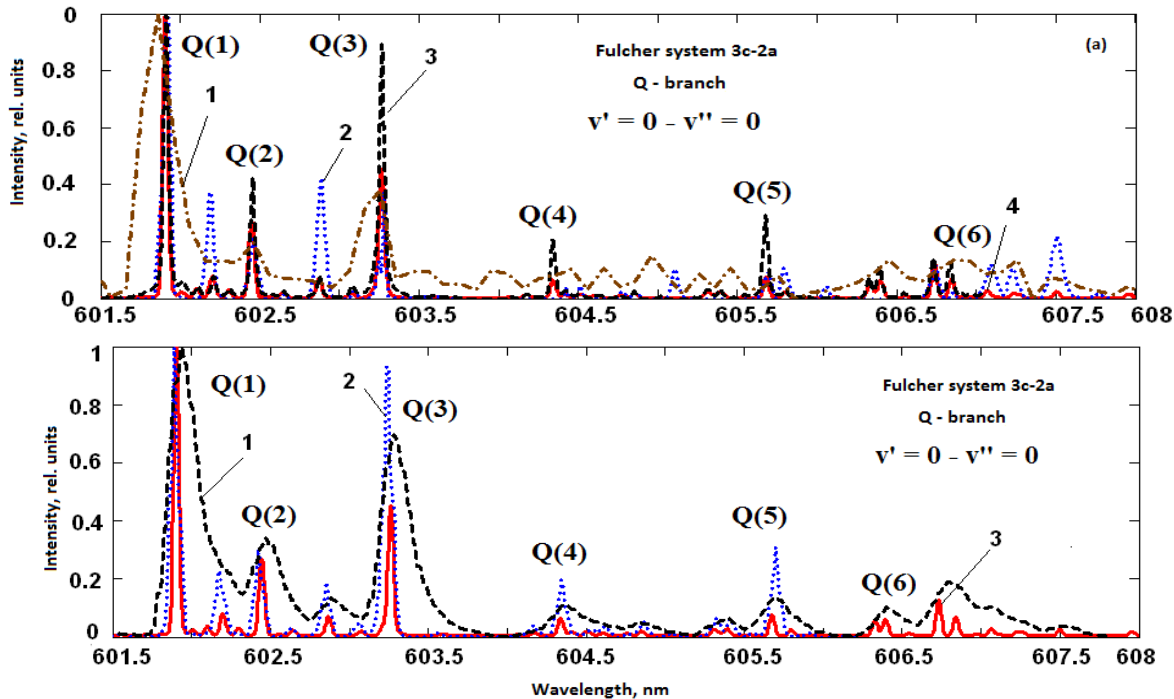 0
Q(1)
Q(3)
3
Fulcher system 3c-2a
(a)
0.8
Q - branch
1
v' = 0 - v'' = 0
0.6
2
Q(2)
Intensity, rel. units
0.4
Q(5)
Q(4)
4
Q(6)
0.2
0
601.5
602.5
603.5
604.5
605.5
606.5
607.5
608
1
2
Fulcher system 3c-2a
Q(1)
Q(3)
Q - branch
0.8
1
v' = 0 - v'' = 0
0.6
Q(2)
Intensity, rel. units
Q(5)
0.4
Q(4)
3
Q(6)
0.2
0
601.5
602.5
603.5
604.5
605.5
606.5
607.5
608
Wavelength, nm